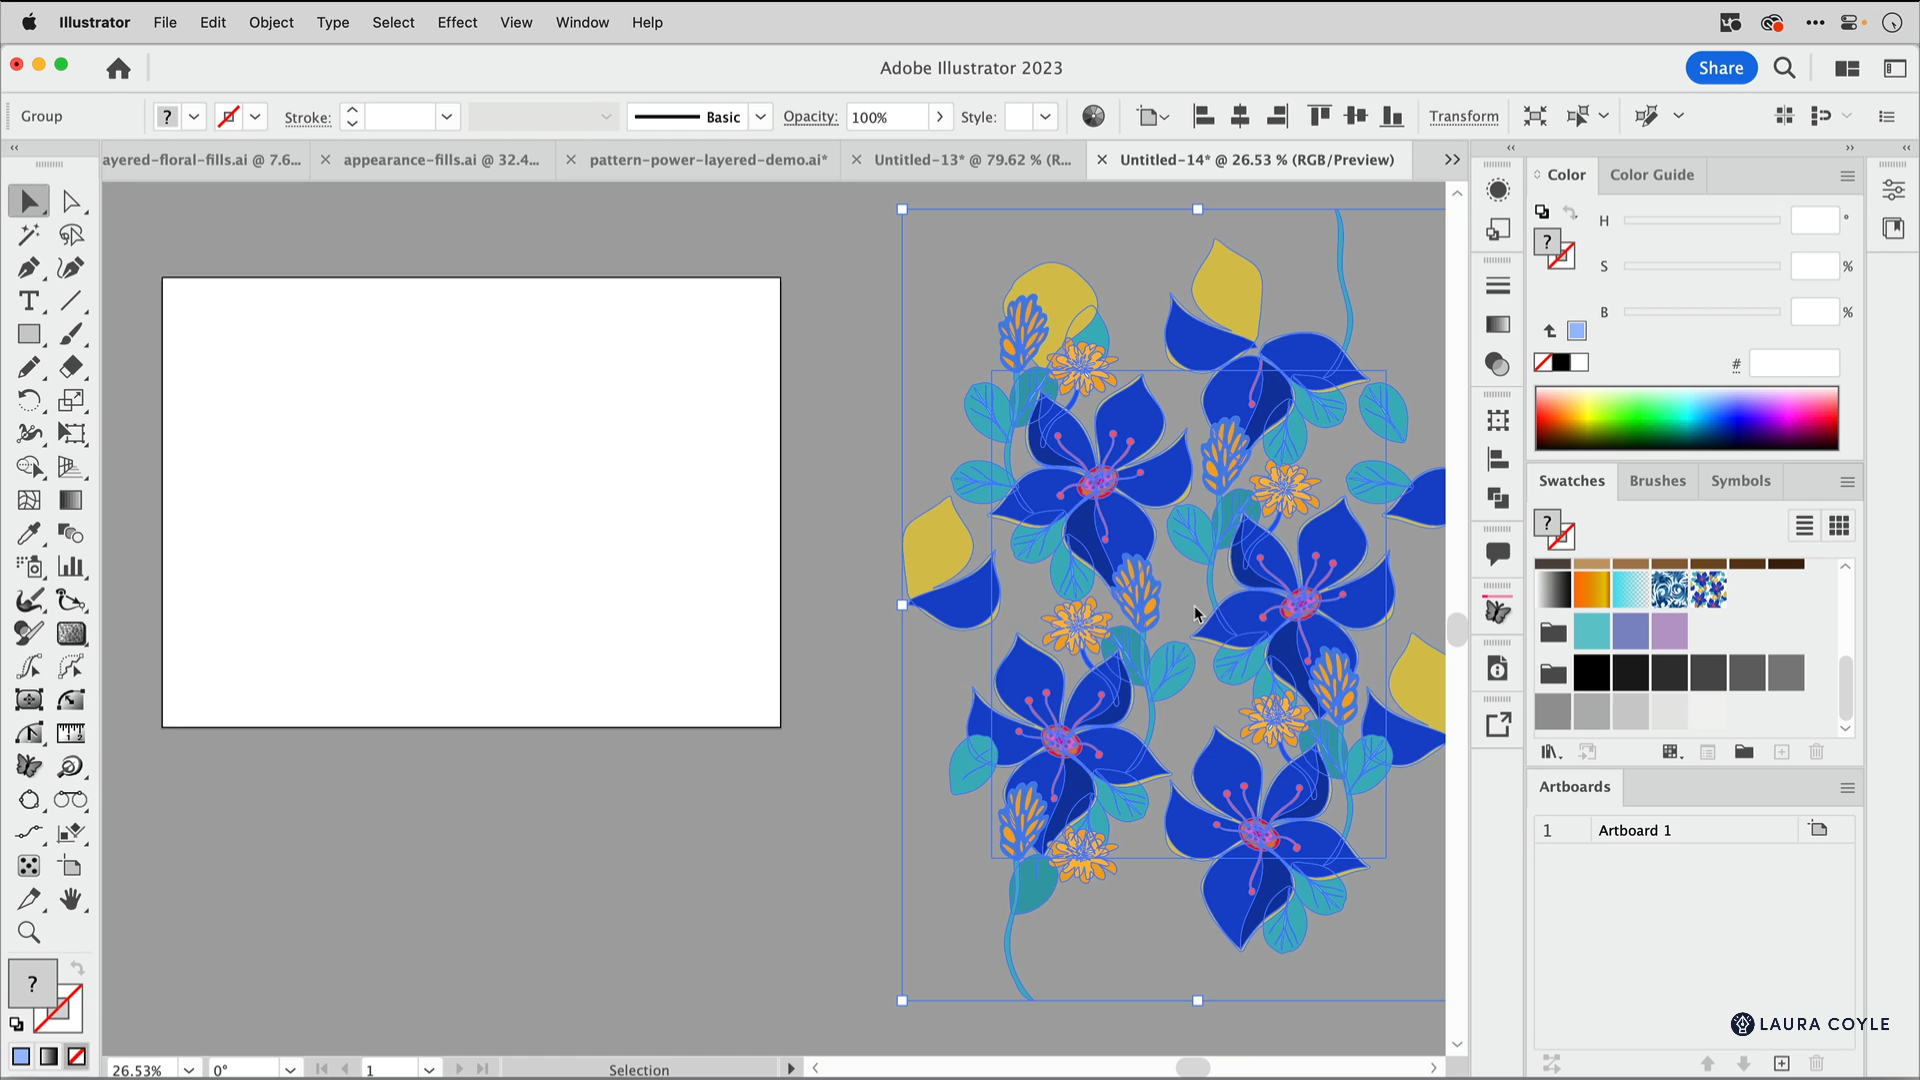 Illustrator File Edit Object Type Select Effect View Window Help
Adobe Illustrator 2023
Share
Group
?
Stroke:
Basic
Opacity: 100%
Style:
Transform
ayered-floral-fills.ai @ 7.6...
appearance-fills.ai @ 32.4...
pattern-power-layered-demo.ai*
Untitled-13* @ 79.62 % (R...
Untitled-14* @ 26.53 % (RGB/Preview)
Color Color Guide
H °
?
S %
B %
#
Swatches Brushes Symbols
?
Artboards
1 Artboard 1
?
LAURA COYLE
26.53% 0° 1 Selection